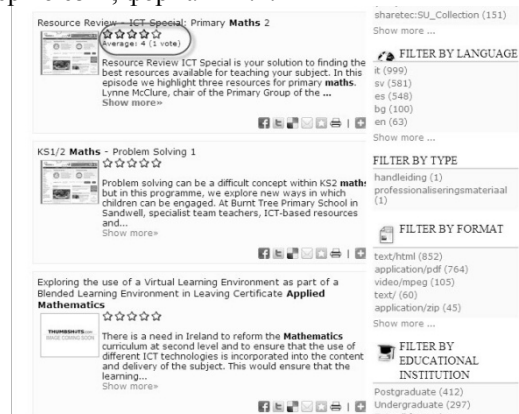 Resource Review - ICT Special: Primary Maths 2
Average: 4 (1 vote)
Resource Review ICT Special is your solution to finding the
best resources available for teaching your subject. In this
episode we highlight three resources for primary maths.
Lynne McClure, chair of the Primary Group of the ...
Show more»
KS1/2 Maths - Problem Solving 1
Problem solving can be a difficult concept within KS2 maths
but in this programme, we explore new ways in which
children can be engaged. At Burnt Tree Primary School in
Sandwell, specialist team teachers, ICT-based resources
and...
Show more»
Exploring the use of a Virtual Learning Environment as part of a
Blended Learning Environment in Leaving Certificate Applied
Mathematics
THUMBSHOTS.com
IMAGE COMING SOON
There is a need in Ireland to reform the Mathematics
curriculum at second level and to ensure that the use of
different ICT technologies is incorporated into the content
and delivery of the subject. This would ensure that the
learning...
Show more»
sharetec:SU_Collection (151)
Show more ...
FILTER BY LANGUAGE
it (999)
sv (581)
es (548)
bg (100)
en (63)
Show more ...
FILTER BY TYPE
handleiding (1)
professionaliseringsmateriaal
(1)
FILTER BY FORMAT
text/html (852)
application/pdf (764)
video/mpeg (105)
text/ (60)
application/zip (45)
Show more ...
FILTER BY
EDUCATIONAL
INSTITUTION
Postgraduate (412)
Undergraduate (297)